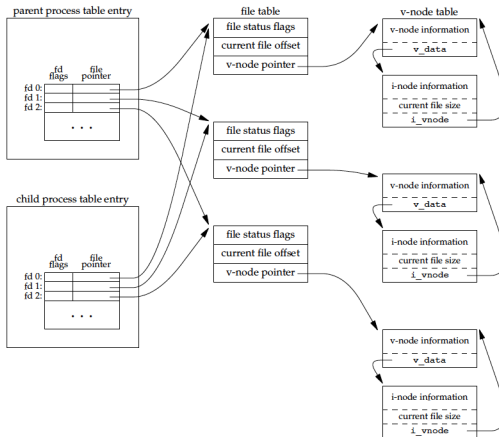 parent process table entry
fd flags
file pointer
fd 0:
fd 1:
fd 2:
. . .
child process table entry
fd flags
file pointer
fd 0:
fd 1:
fd 2:
. . .
file table
file status flags
current file offset
v-node pointer
file status flags
current file offset
v-node pointer
file status flags
current file offset
v-node pointer
v-node table
v-node information
v_data
i-node information
current file size
i_vnode
v-node information
v_data
i-node information
current file size
i_vnode
v-node information
v_data
i-node information
current file size
i_vnode